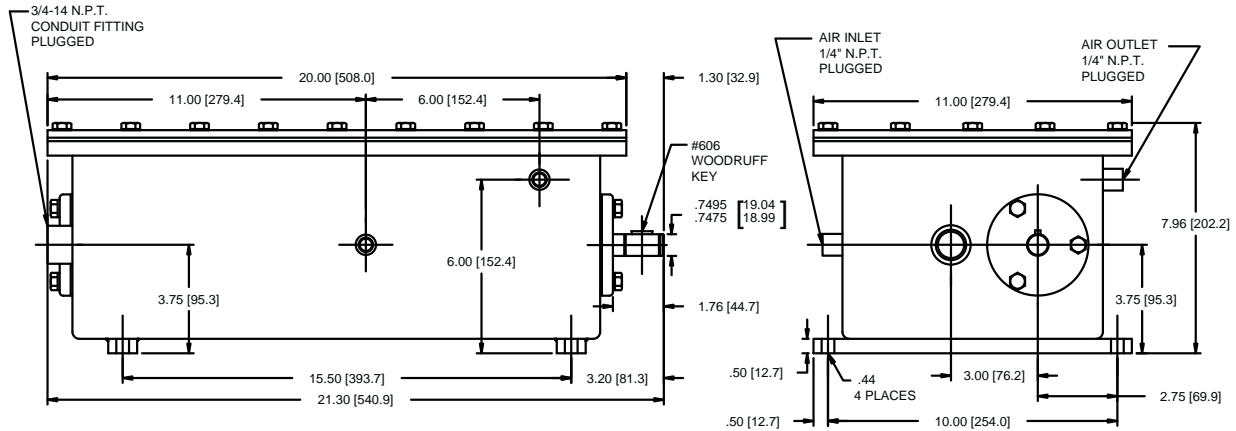 3/4-14 N.P.T.
CONDUIT FITTING
PLUGGED
20.00 [508.0]
11.00 [279.4]
6.00 [152.4]
1.30 [32.9]
#606
WOODRUFF
KEY
.7495 [19.04]
.7475 [18.99]
6.00 [152.4]
3.75 [95.3]
1.76 [44.7]
15.50 [393.7]
3.20 [81.3]
21.30 [540.9]
AIR INLET
1/4" N.P.T.
PLUGGED
AIR OUTLET
1/4" N.P.T.
PLUGGED
11.00 [279.4]
7.96 [202.2]
3.75 [95.3]
.50 [12.7]
.44
4 PLACES
3.00 [76.2]
2.75 [69.9]
.50 [12.7]
10.00 [254.0]